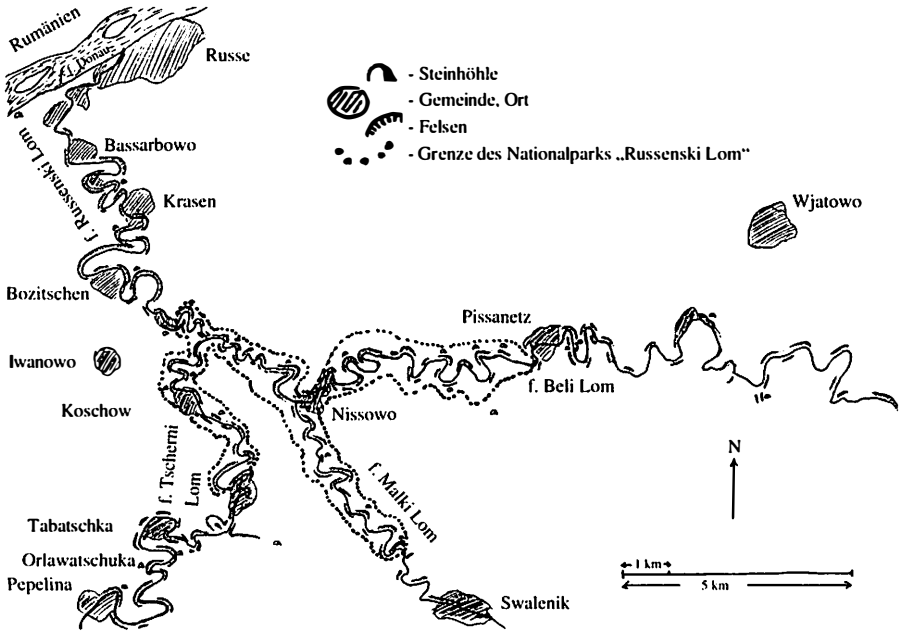 Rumänien
f. Donau
Russe
- Steinhöhle
- Gemeinde, Ort
- Felsen
- Grenze des Nationalparks „Russenski Lom“
f. Russenski Lom
Bassarbowo
Krasen
Wjatowo
Bozitschen
Pissanetz
Iwanowo
f. Beli Lom
Koschow
Nissowo
f. Tscherni
Lom
f. Malki Lom
N
Tabatschka
Orlawatschuka
Pepelina
1 km
5 km
Swalenik